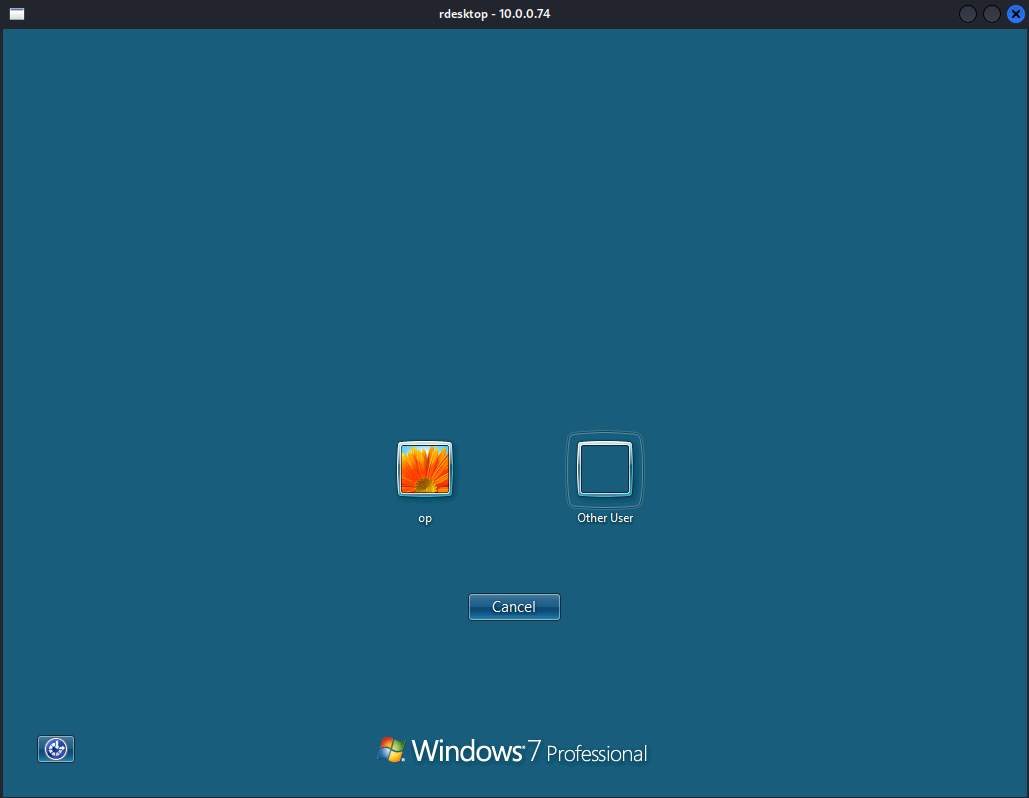 rdesktop - 10.0.0.74
op
Other User
Cancel
Windows 7 Professional